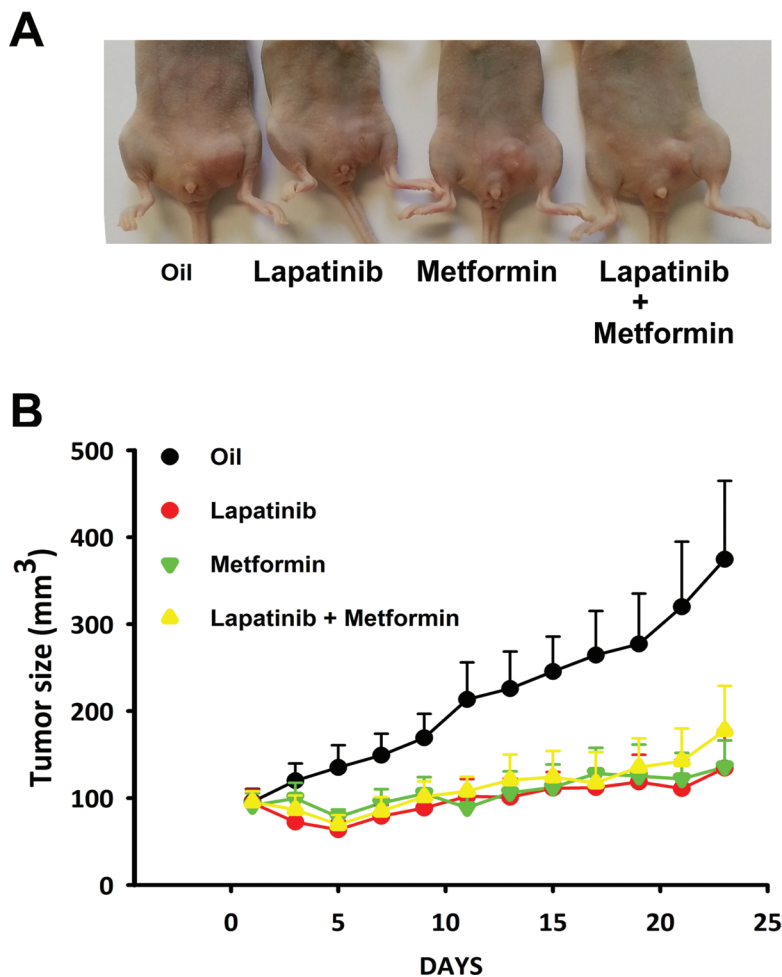 A
Oil
Lapatinib
Metformin
Lapatinib
+
Metformin
B
Tumor size (mm³)
500
400
300
200
100
0
Oil
Lapatinib
Metformin
Lapatinib + Metformin
0
5
10
15
20
25
DAYS